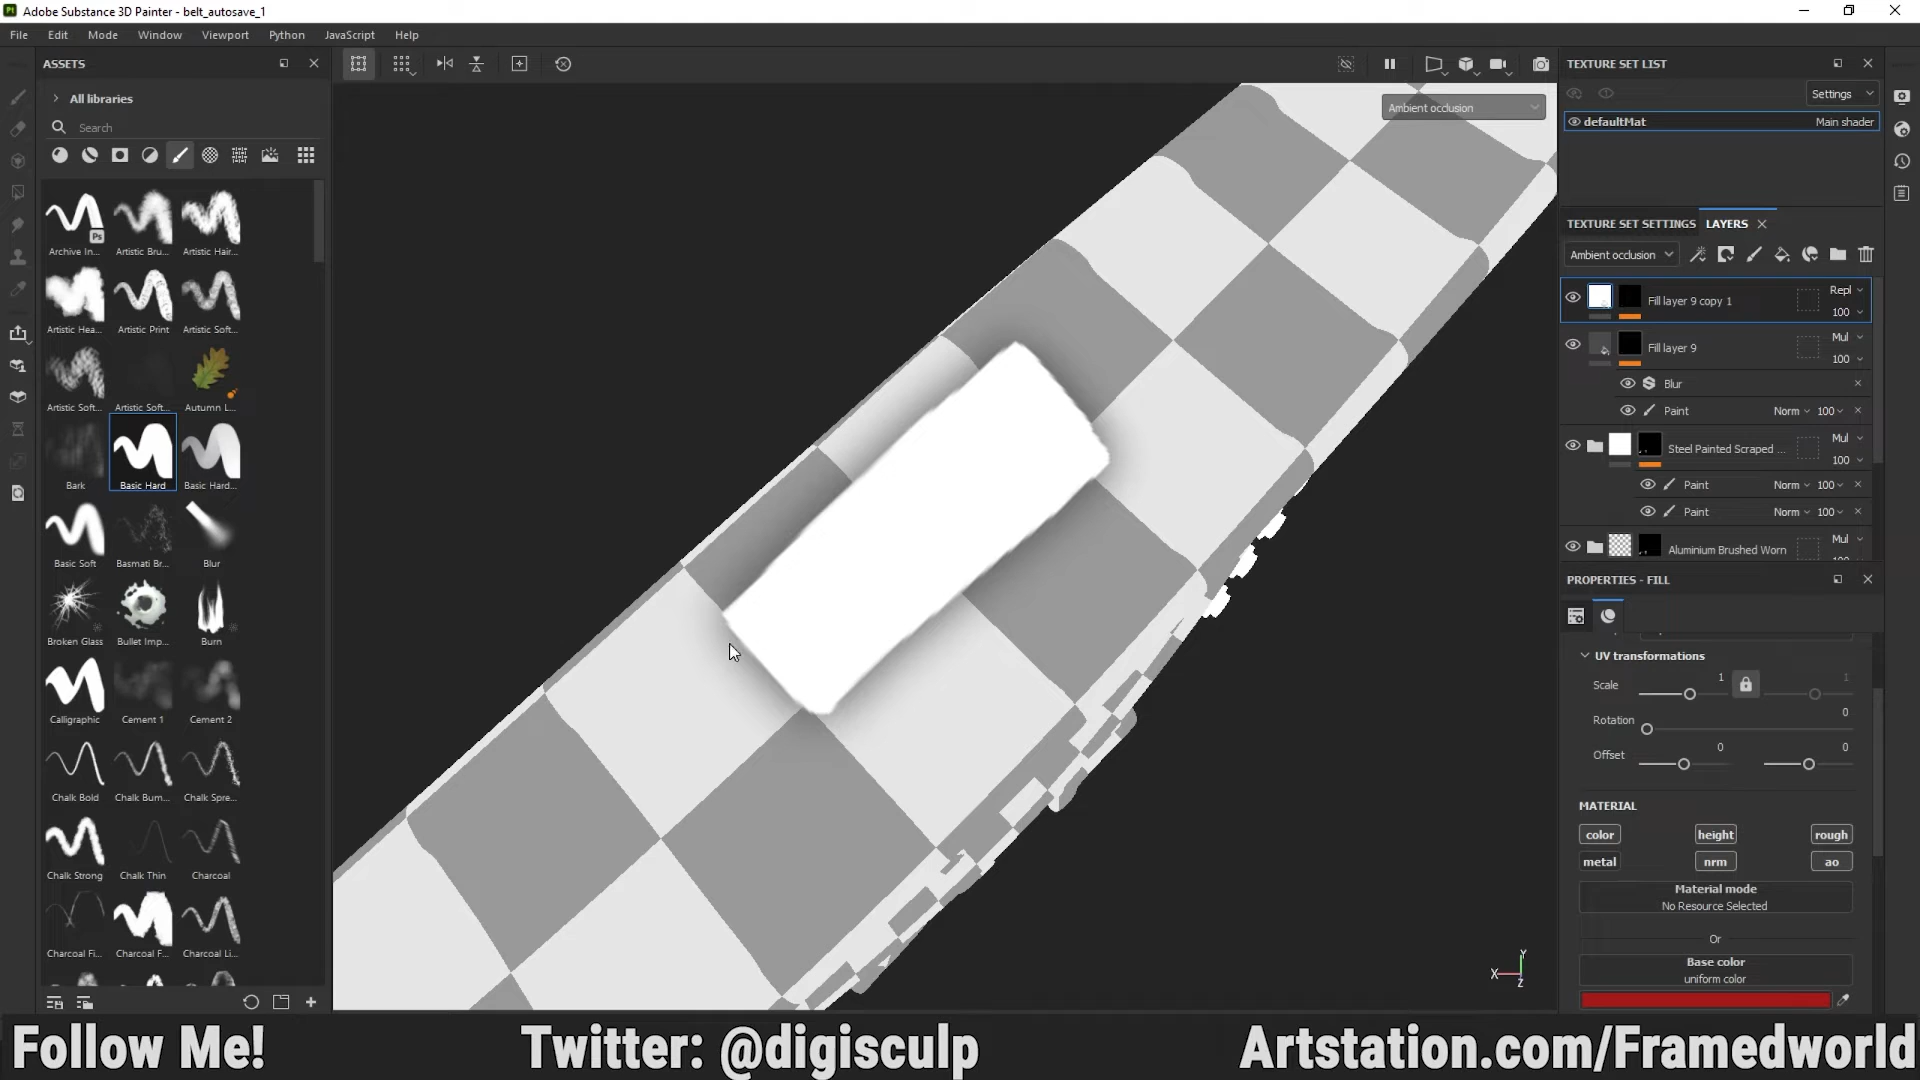 Adobe Substance 3D Painter - belt_autosave_1
File Edit Mode Window Viewport Python JavaScript Help
ASSETS
All libraries
Search
Archive In...
Artistic Bru...
Artistic Hair...
Ps
Artistic Hea...
Artistic Print
Artistic Soft...
Artistic Soft...
Artistic Soft...
Autumn L...
Bark
Basic Hard
Basic Hard...
Basic Soft
Basmati Br...
Blur
Broken Glass
Bullet Imp...
Burn
Calligraphic
Cement 1
Cement 2
Chalk Bold
Chalk Bum...
Chalk Spre...
Chalk Strong
Chalk Thin
Charcoal
Charcoal Fi...
Charcoal F...
Charcoal Li...
Ambient occlusion
X Y Z
TEXTURE SET LIST
Settings
defaultMat Main shader
TEXTURE SET SETTINGS LAYERS
Ambient occlusion
Fill layer 9 copy 1 Repl
100
Fill layer 9 Mul
100
Blur
Paint Norm 100
Steel Painted Scraped ... Mul
100
Paint Norm 100
Paint Norm 100
Aluminium Brushed Worn Mul
PROPERTIES - FILL
UV transformations
Scale 1 1
Rotation 0
Offset 0 0
MATERIAL
color height rough
metal nrm ao
Material mode
No Resource Selected
Or
Base color
uniform color
Follow Me! Twitter: @digisculp Artstation.com/Framedworld